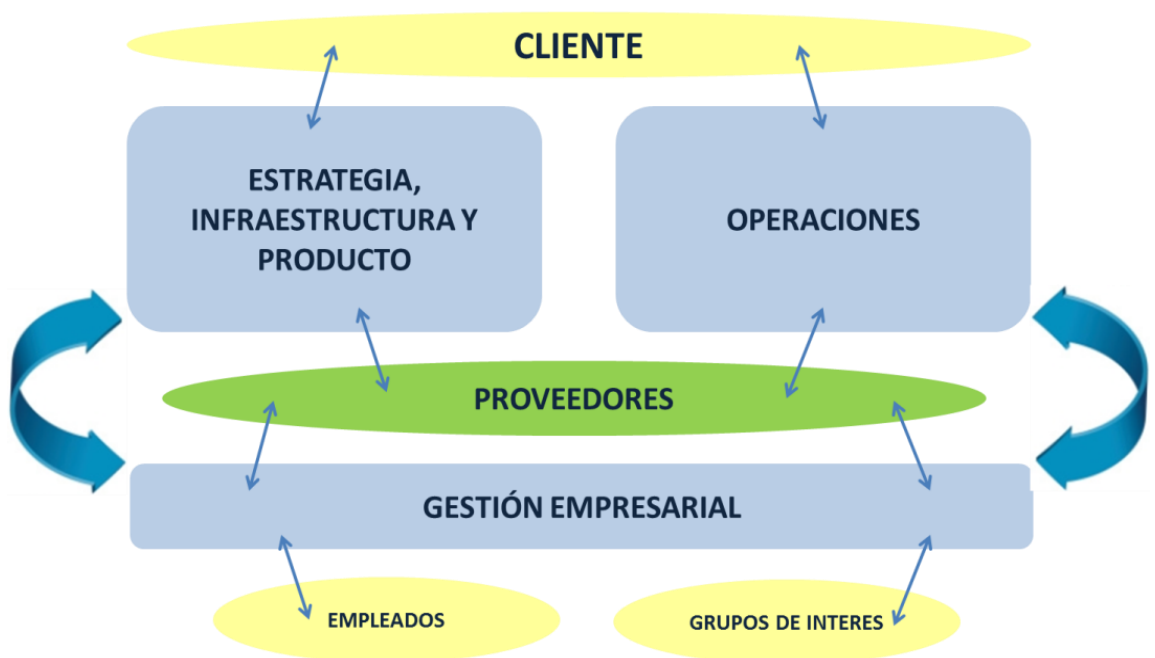 CLIENTE
ESTRATEGIA,
INFRAESTRUCTURA Y
PRODUCTO
OPERACIONES
PROVEEDORES
GESTIÓN EMPRESARIAL
EMPLEADOS
GRUPOS DE INTERES